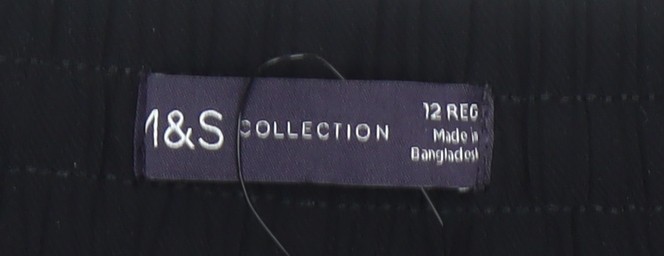 M&S COLLECTION
12 REG
Made in
Bangladesh